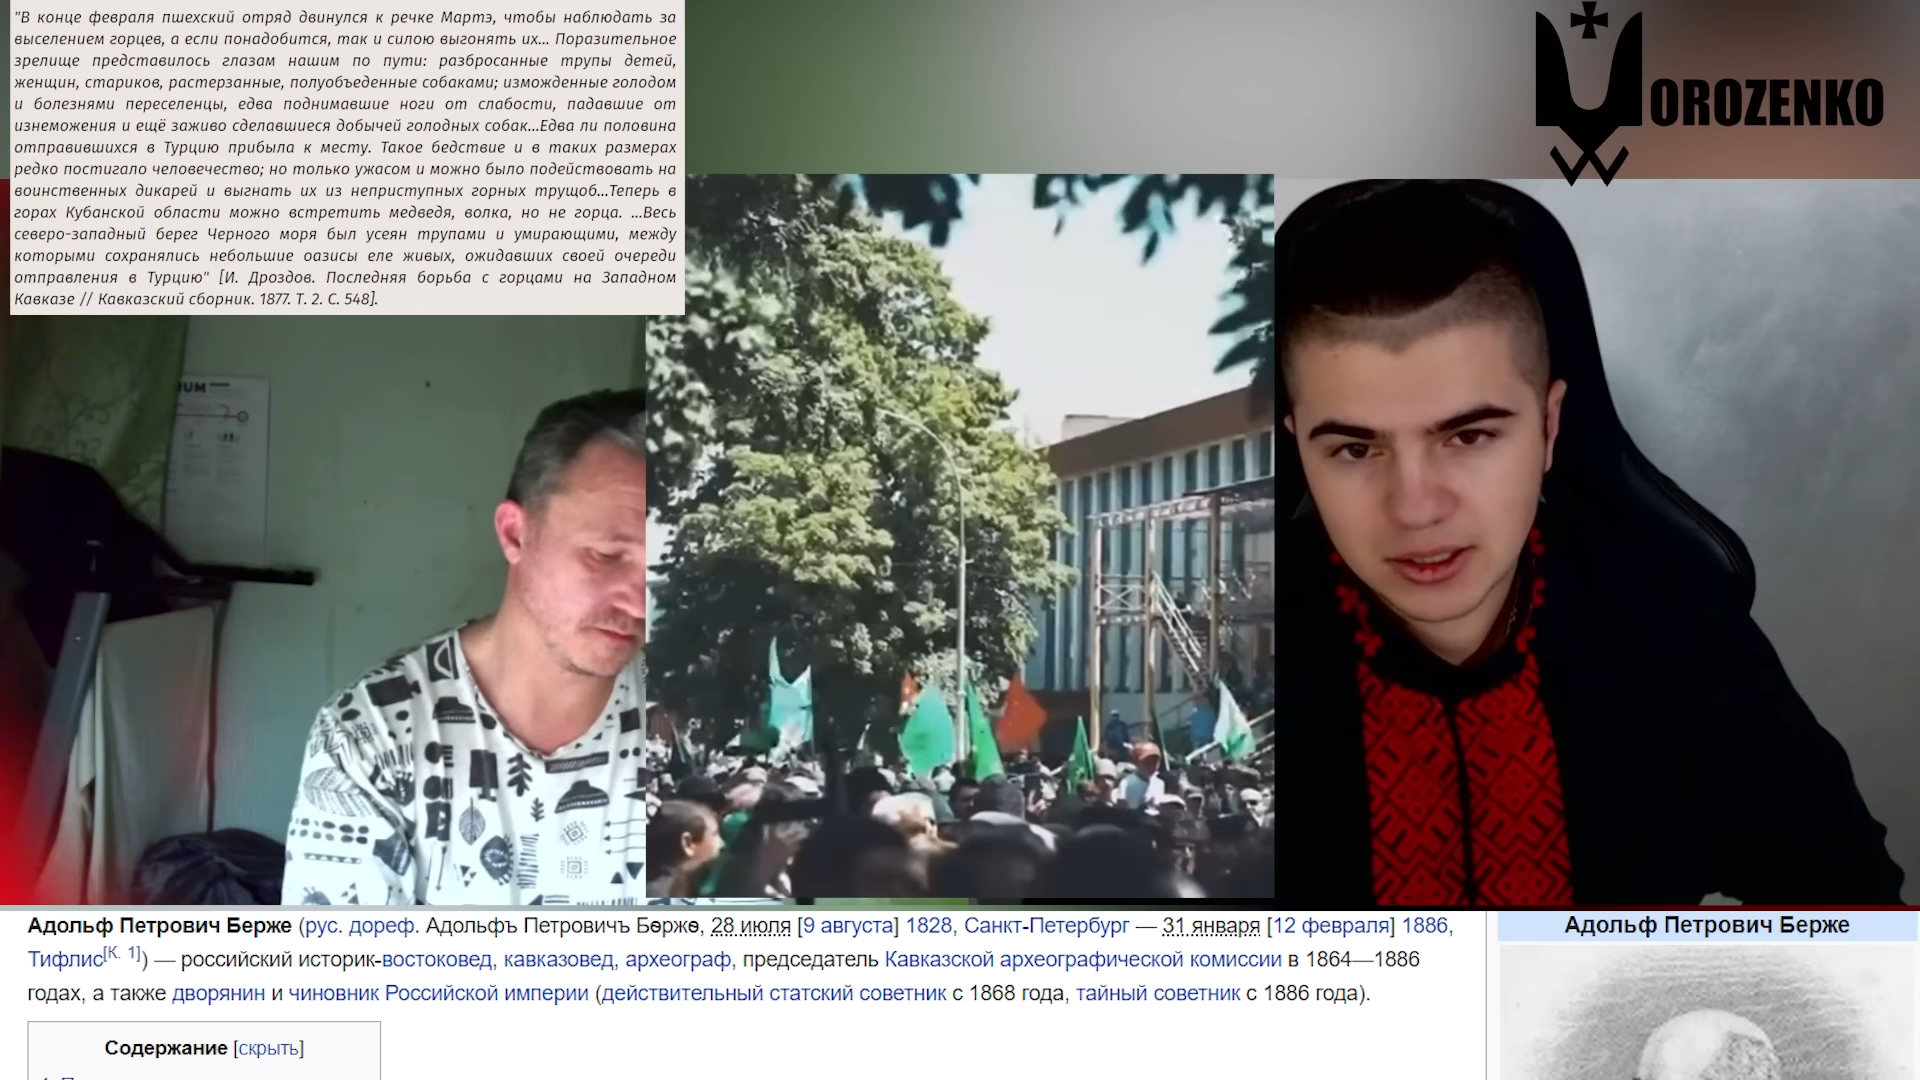 "В конце февраля пшехский отряд двинулся к речке Мартэ, чтобы наблюдать за
выселением горцев, а если понадобится, так и силою выгонять их... Поразительное
зрелище представилось глазам нашим по пути: разбросанные трупы детей,
женщин, стариков, растерзанные, полуобъеденные собаками; изможденные голодом
и болезнями переселенцы, едва поднимавшие ноги от слабости, падавшие от
изнеможения и ещё заживо сделавшиеся добычей голодных собак...Едва ли половина
отправившихся в Турцию прибыла к месту. Такое бедствие и в таких размерах
редко постигало человечество; но только ужасом и можно было подействовать на
воинственных дикарей и выгнать их из неприступных горных трущоб...Теперь в
горах Кубанской области можно встретить медведя, волка, но не горца. ...Весь
северо-западный берег Черного моря был усеян трупами и умирающими, между
которыми сохранялись небольшие оазисы еле живых, ожидавших своей очереди
отправления в Турцию" [И. Дроздов. Последняя борьба с горцами на Западном
Кавказе // Кавказский сборник. 1877. Т. 2. С. 548].
OROZENKO
UM
Адольф Петрович Берже (рус. дореф. Адольфъ Петровичъ Бѳржѳ, 28 июля [9 августа] 1828, Санкт-Петербург — 31 января [12 февраля] 1886,
Тифлис[К. 1]) — российский историк-востоковед, кавказовед, археограф, председатель Кавказской археографической комиссии в 1864—1886
годах, а также дворянин и чиновник Российской империи (действительный статский советник с 1868 года, тайный советник с 1886 года).
Адольф Петрович Берже
Содержание [скрыть]